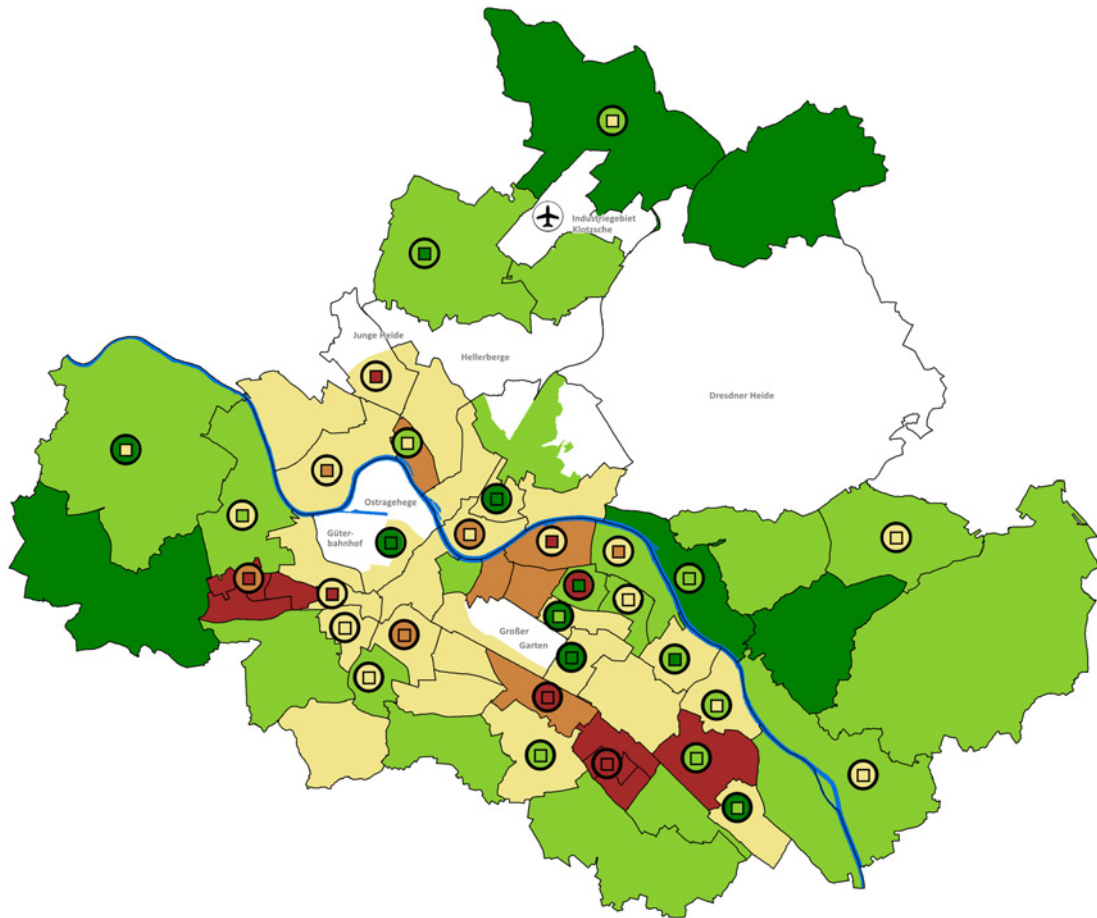 Industriegebiet
Klotzsche
Junge Heide
Hellerberge
Dresdner Heide
Ostragehege
Güter-
bahnhof
Großer
Garten